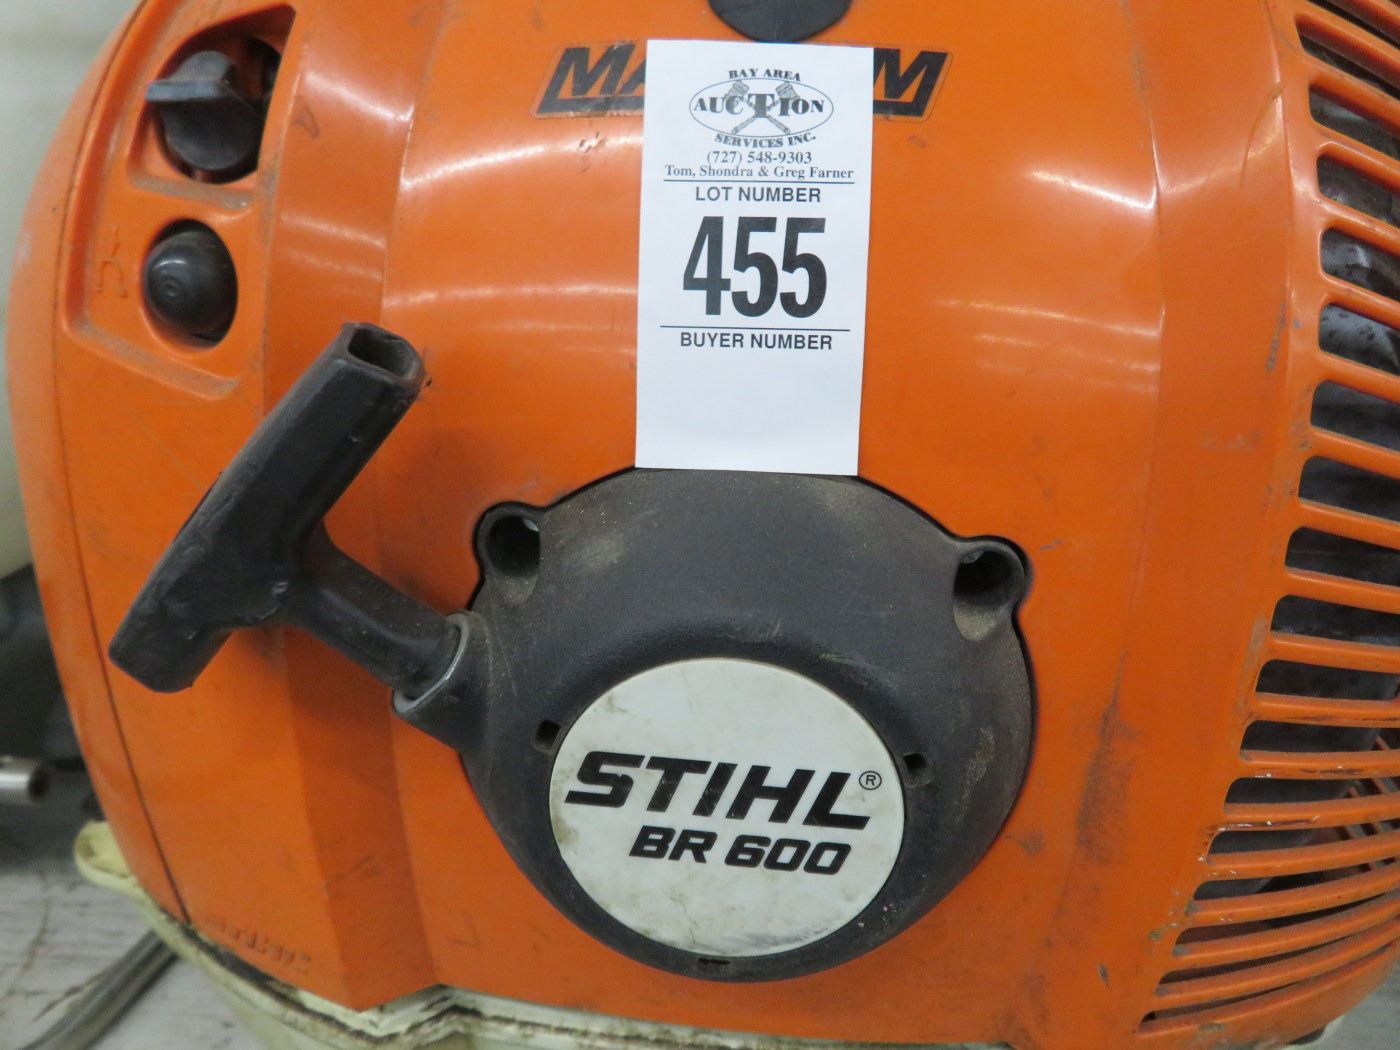 MA M
BAY AREA
AUCTION
SERVICES INC.
(727) 548-9303
Tom, Shondra & Greg Farner
LOT NUMBER
455
BUYER NUMBER
STIHL®
BR 600